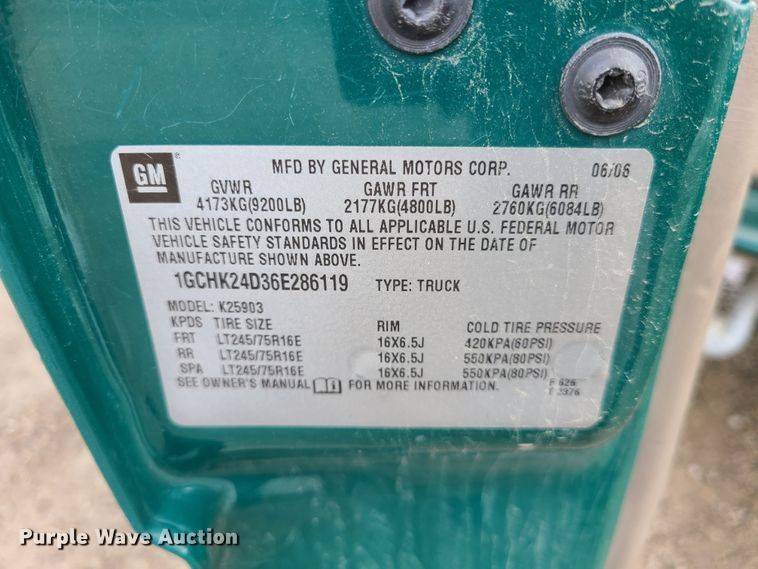 GM ® MFD BY GENERAL MOTORS CORP. 06/06
GVWR GAWR FRT GAWR RR
4173KG(9200LB) 2177KG(4800LB) 2760KG(6084LB)
THIS VEHICLE CONFORMS TO ALL APPLICABLE U.S. FEDERAL MOTOR
VEHICLE SAFETY STANDARDS IN EFFECT ON THE DATE OF
MANUFACTURE SHOWN ABOVE.
1GCHK24D36E286119 TYPE: TRUCK
MODEL: K25903
KPDS TIRE SIZE RIM COLD TIRE PRESSURE
FRT LT245/75R16E 16X6.5J 420KPA(60PSI)
RR LT245/75R16E 16X6.5J 550KPA(80PSI)
SPA LT245/75R16E 16X6.5J 550KPA(80PSI)
SEE OWNER'S MANUAL FOR MORE INFORMATION.
Purple Wave Auction